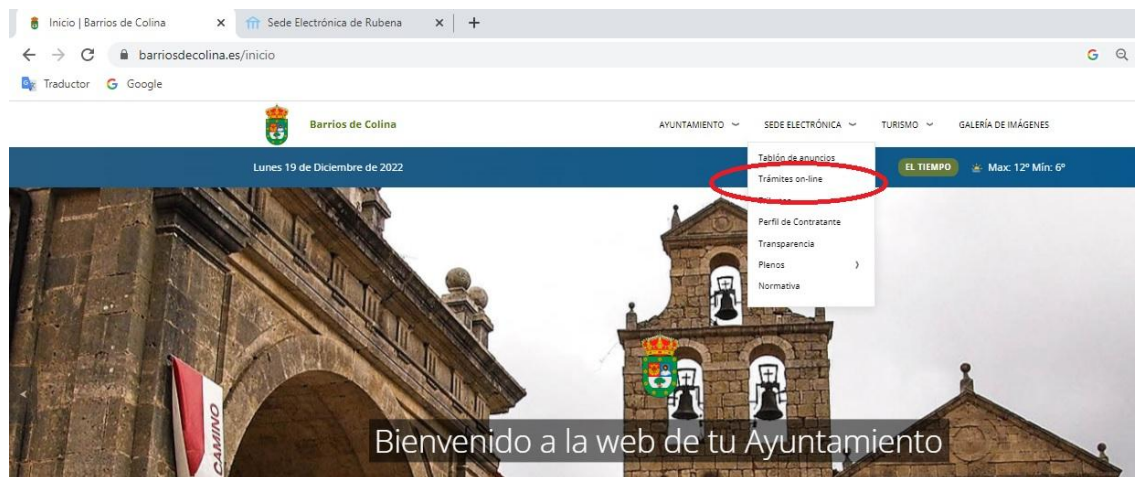 Inicio | Barrios de Colina
Sede Electrónica de Rubena
barriosdecolina.es/inicio
Traductor
Google
Barrios de Colina
AYUNTAMIENTO
SEDE ELECTRÓNICA
TURISMO
GALERÍA DE IMÁGENES
Lunes 19 de Diciembre de 2022
EL TIEMPO
Max: 12º Mín: 6º
Tablón de anuncios
Trámites on-line
Perfil de Contratante
Transparencia
Plenos
Normativa
CAMINO
Bienvenido a la web de tu Ayuntamiento